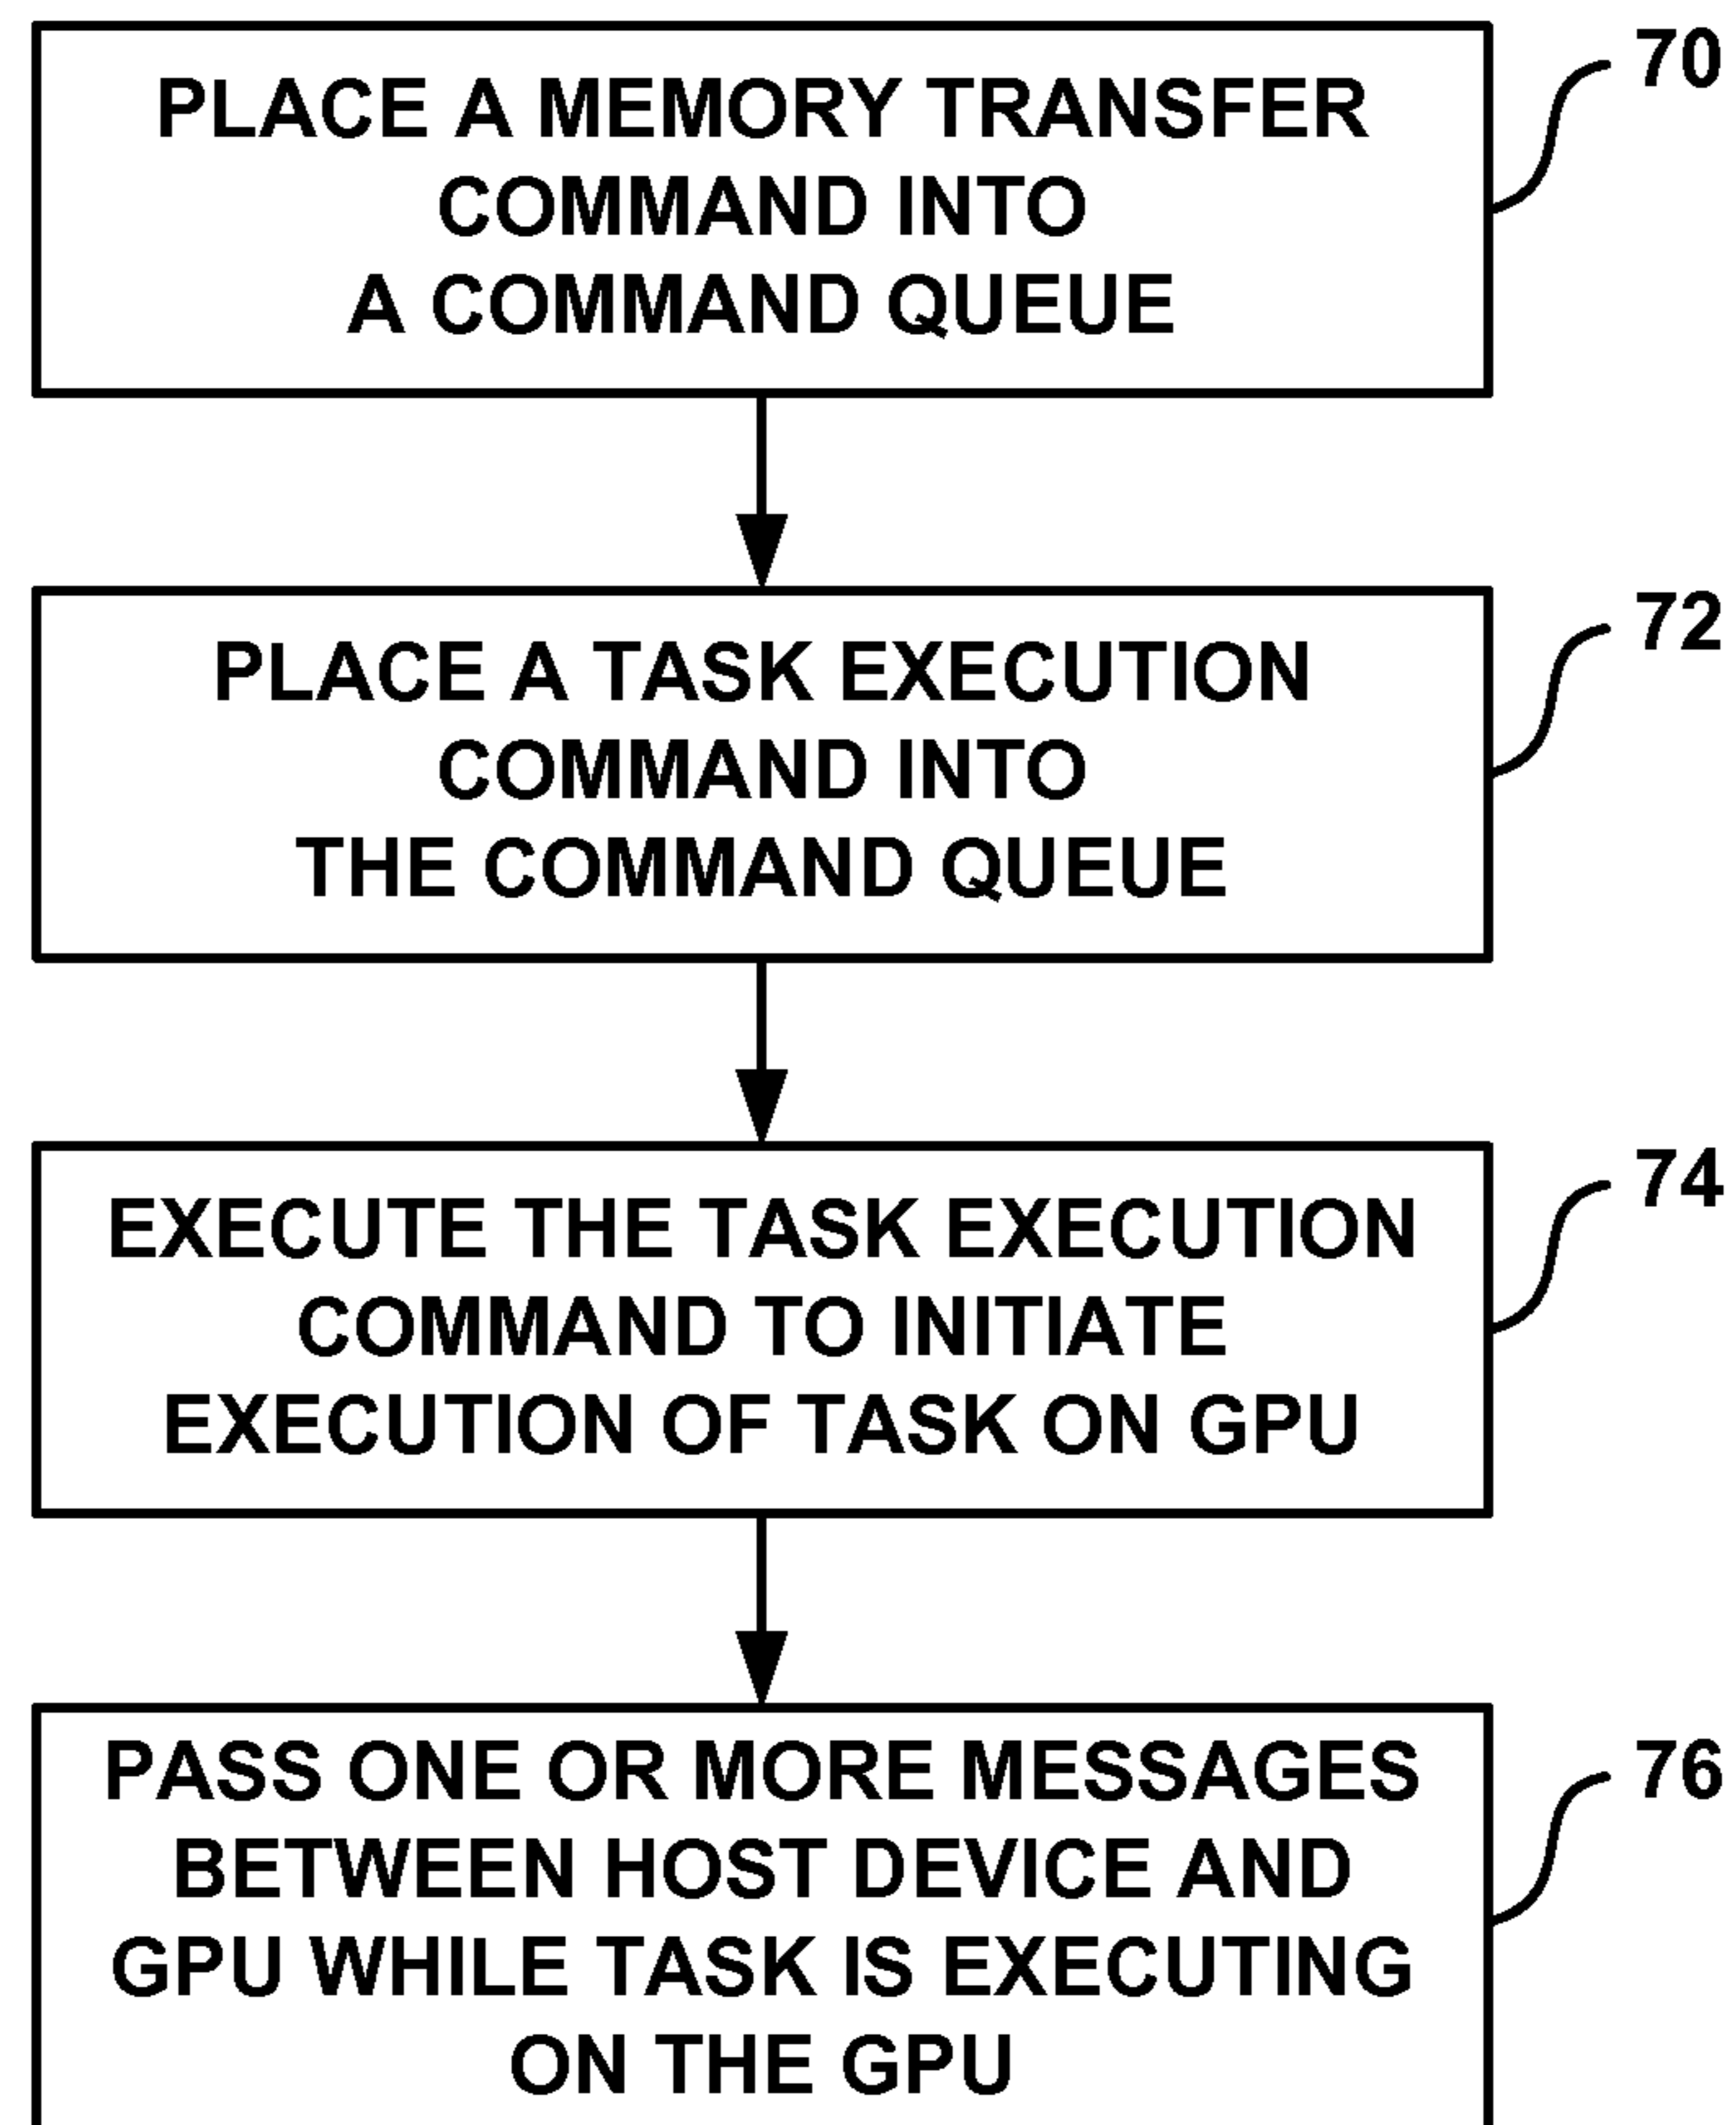 PLACE A MEMORY TRANSFER
COMMAND INTO
A COMMAND QUEUE
70
PLACE A TASK EXECUTION
COMMAND INTO
THE COMMAND QUEUE
72
EXECUTE THE TASK EXECUTION
COMMAND TO INITIATE
EXECUTION OF TASK ON GPU
74
PASS ONE OR MORE MESSAGES
BETWEEN HOST DEVICE AND
GPU WHILE TASK IS EXECUTING
ON THE GPU
76